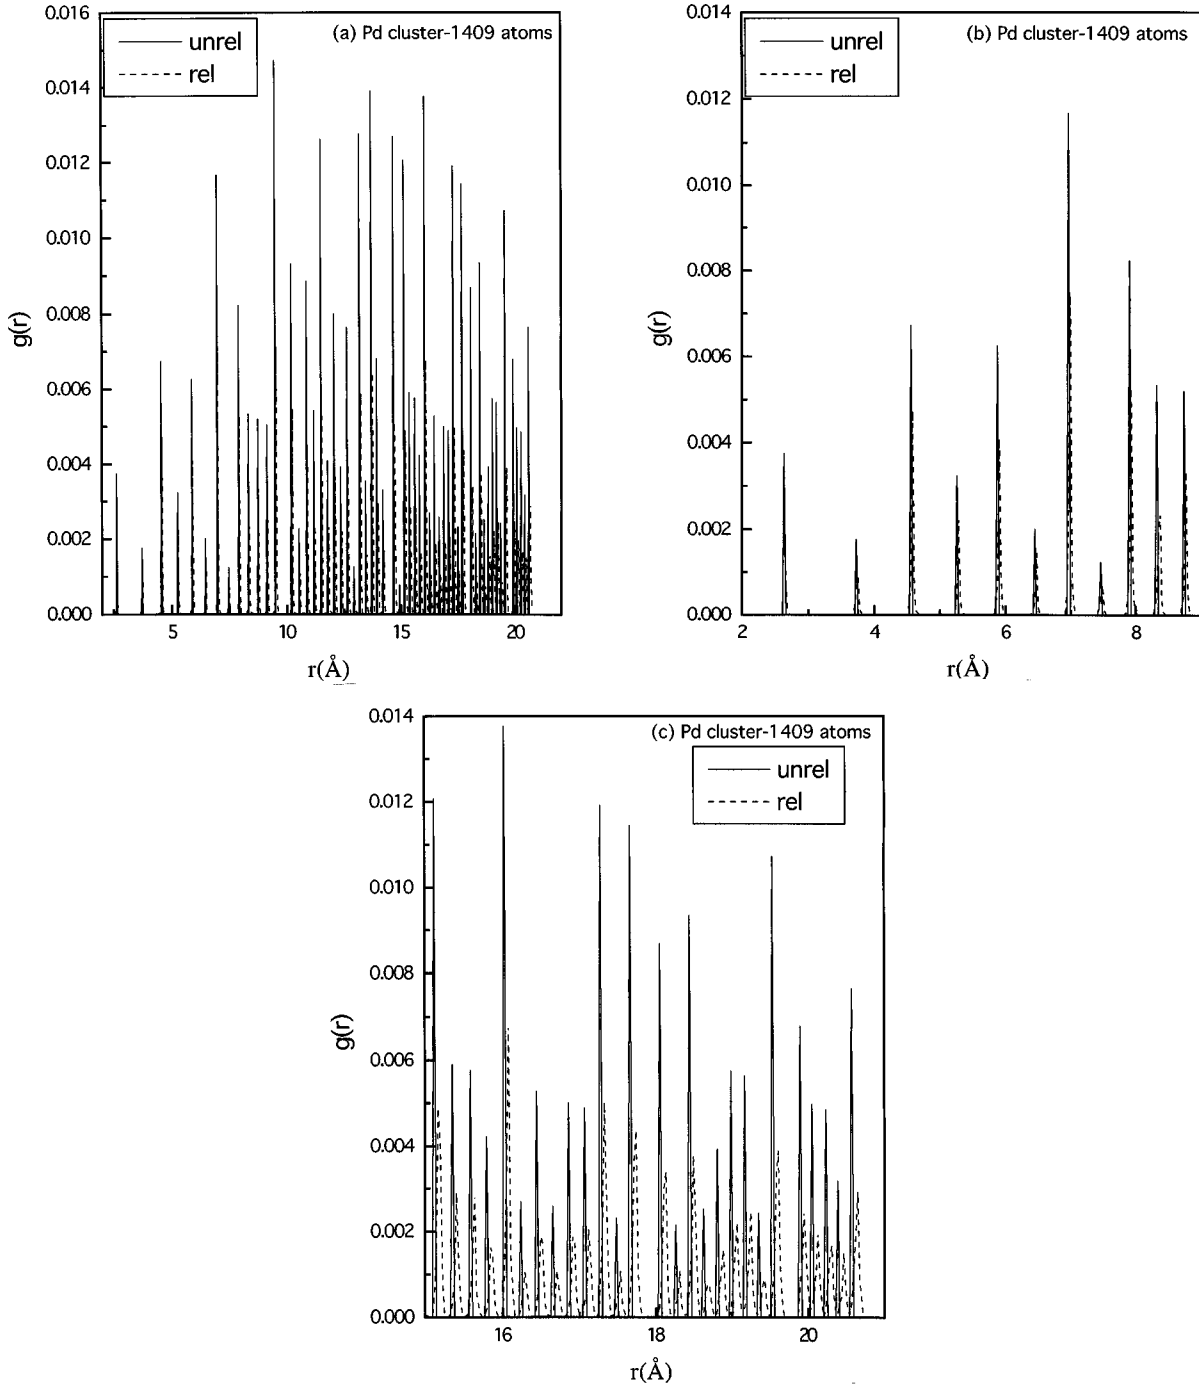 (a) Pd cluster-1409 atoms
unrel
rel
0.016
0.014
0.012
0.010
0.008
0.006
0.004
0.002
0.000
g(r)
5
10
15
20
r(Å)
(b) Pd cluster-1409 atoms
unrel
rel
0.014
0.012
0.010
0.008
0.006
0.004
0.002
0.000
g(r)
2
4
6
8
r(Å)
(c) Pd cluster-1409 atoms
unrel
rel
0.014
0.012
0.010
0.008
0.006
0.004
0.002
0.000
g(r)
16
18
20
r(Å)